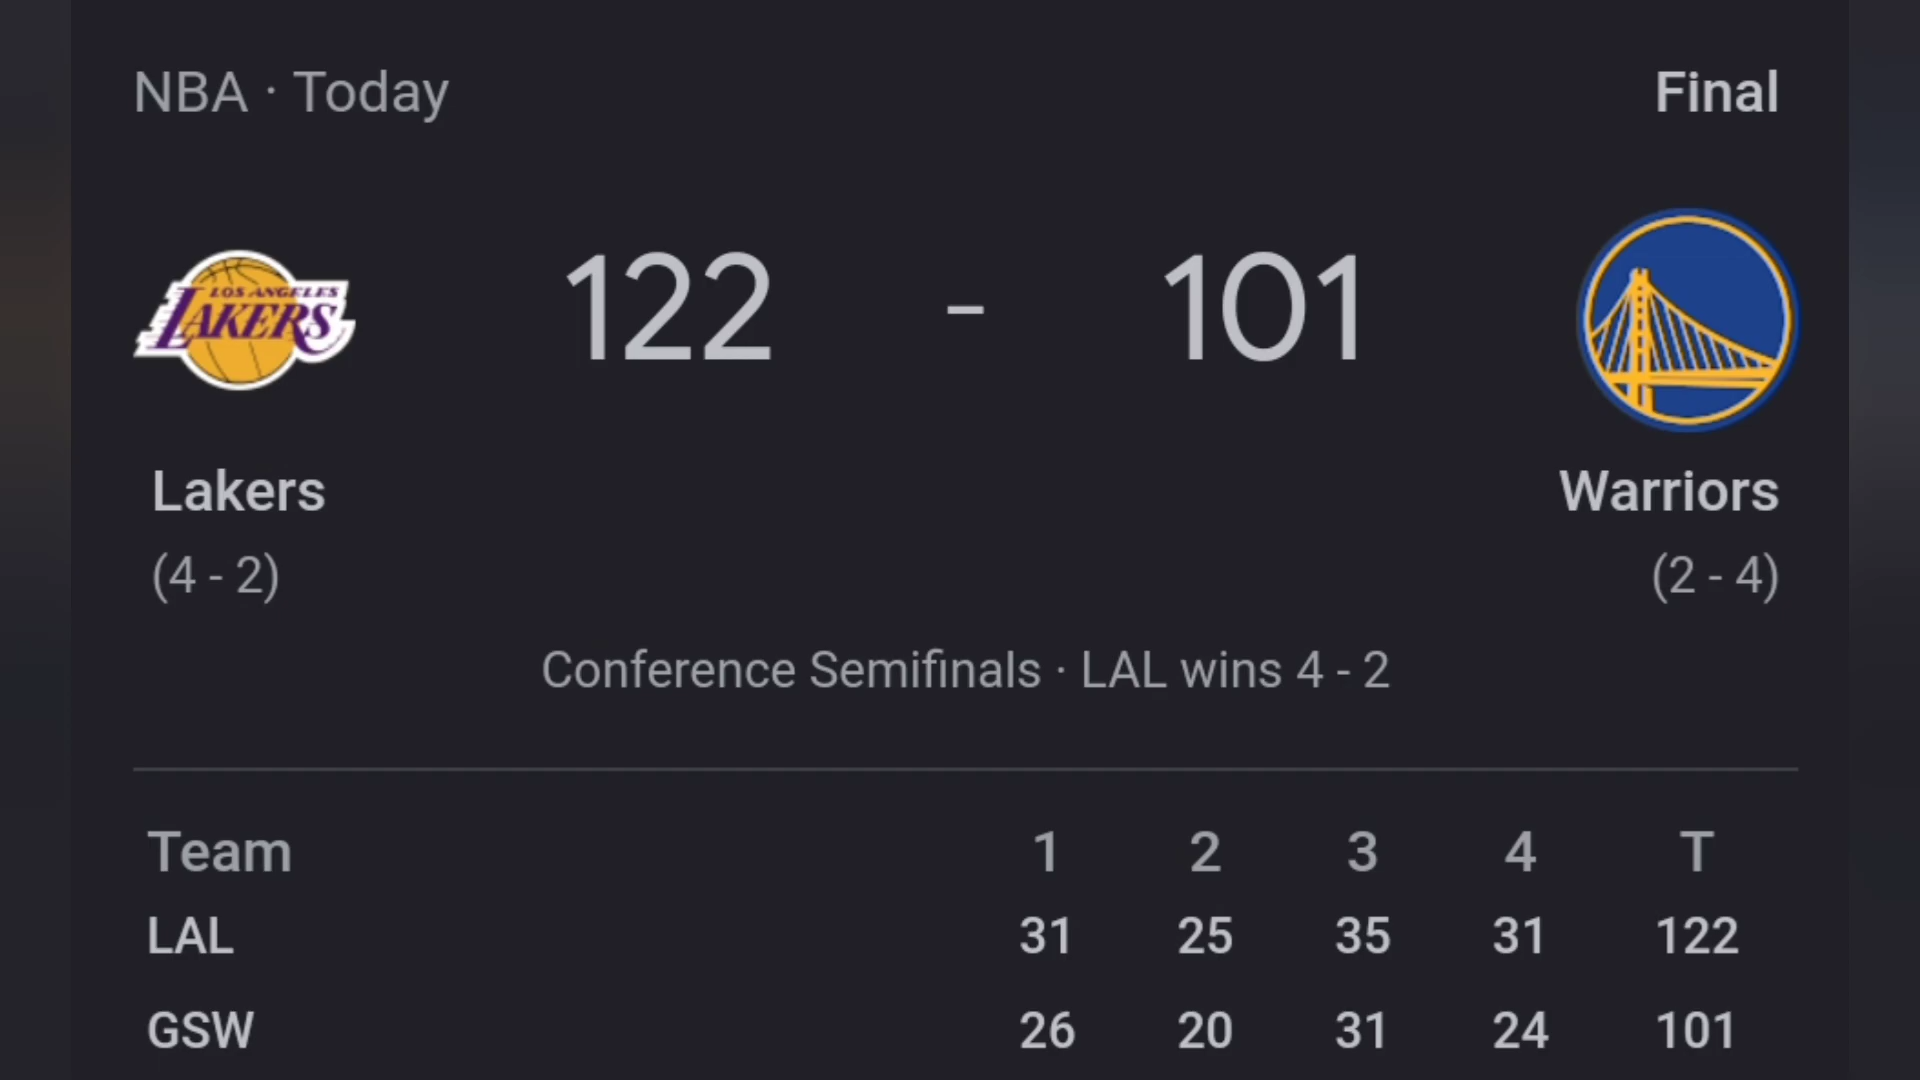 NBA · Today Final
LOS ANGELES
LAKERS
122 - 101
Lakers Warriors
(4 - 2) (2 - 4)
Conference Semifinals · LAL wins 4 - 2
Team 1 2 3 4 T
LAL 31 25 35 31 122
GSW 26 20 31 24 101